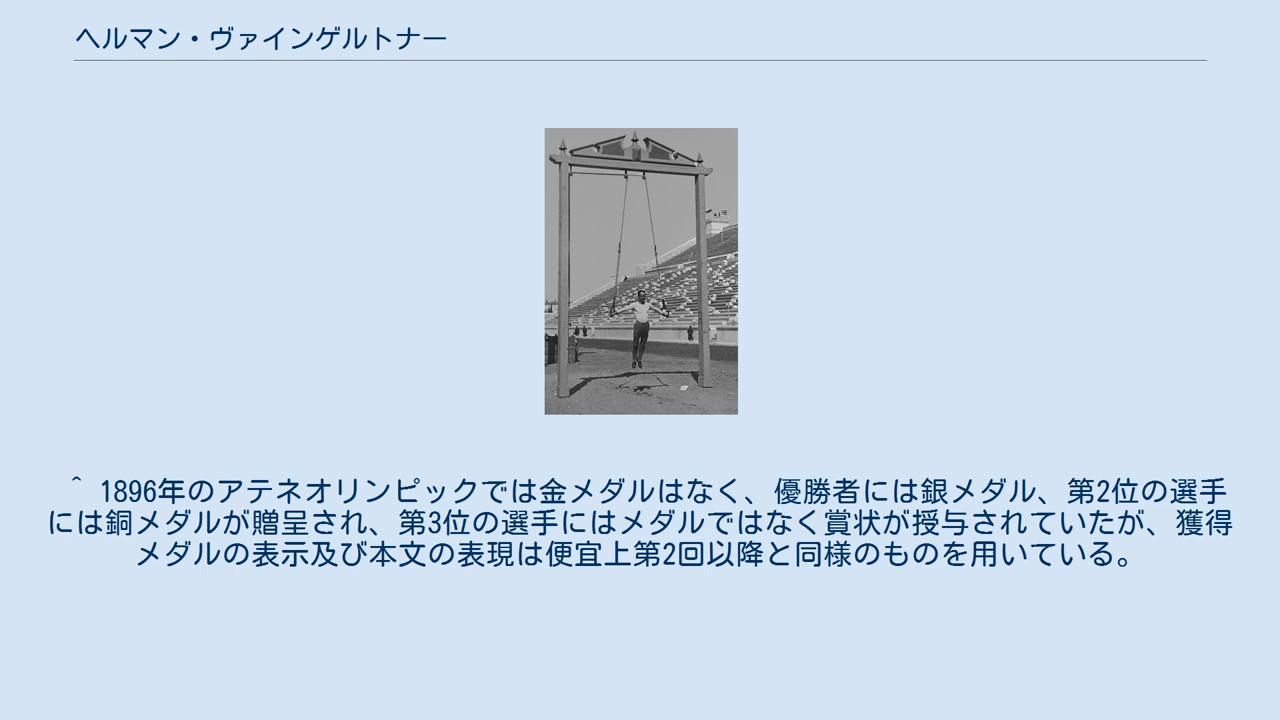 ヘルマン・ヴァインゲルトナー
^ 1896年のアテネオリンピックでは金メダルはなく、優勝者には銀メダル、第2位の選手
には銅メダルが贈呈され、第3位の選手にはメダルではなく賞状が授与されていたが、獲得
メダルの表示及び本文の表現は便宜上第2回以降と同様のものを用いている。